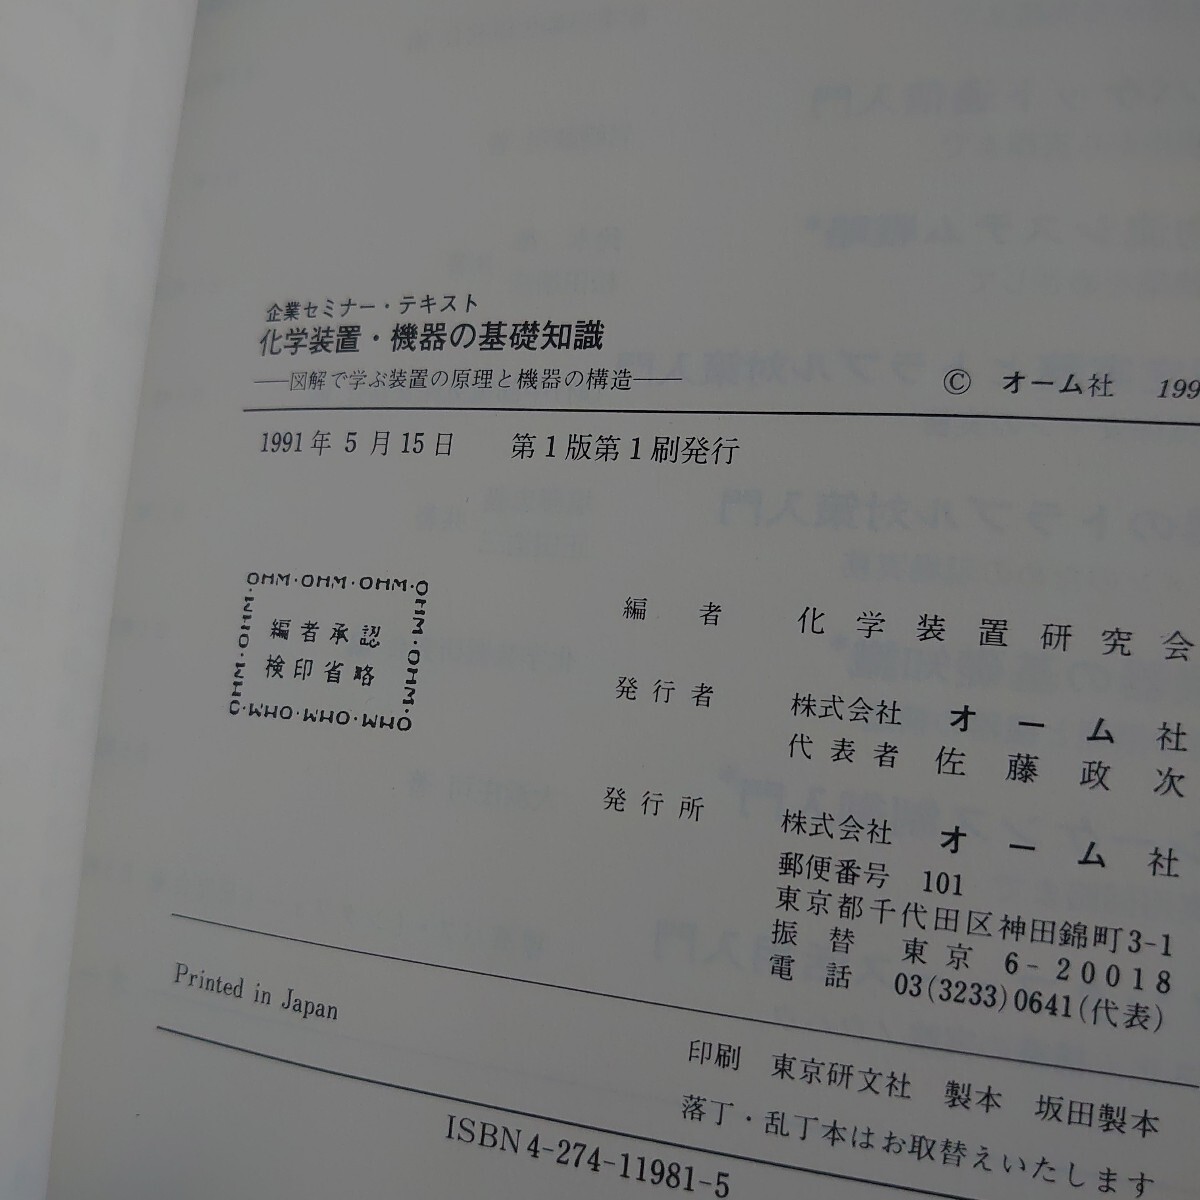 企業セミナー・テキスト
化学装置・機器の基礎知識
――図解で学ぶ装置の原理と機器の構造――
© オーム社 199
1991年5月15日 第1版第1刷発行
OHM・OHM・OHM・OHM・OHM・OHM・OHM・OHM・OHM・OHM・
編者承認
検印省略
編者 化学装置研究会
発行者 株式会社 オーム社
代表者 佐藤政次
発行所 株式会社 オーム社
郵便番号 101
東京都千代田区神田錦町3-1
振替 東京 6-20018
電話 03(3233)0641(代表)
Printed in Japan
印刷 東京研文社 製本 坂田製本
落丁・乱丁本はお取替えいたします
ISBN4-274-11981-5